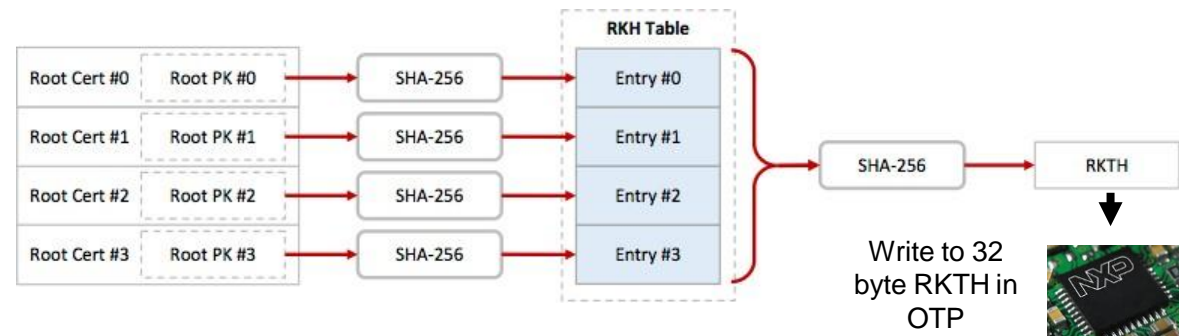 RKH Table
Root Cert #0 Root PK #0 SHA-256 Entry #0
Root Cert #1 Root PK #1 SHA-256 Entry #1
SHA-256 RKTH
Root Cert #2 Root PK #2 SHA-256 Entry #2
Root Cert #3 Root PK #3 SHA-256 Entry #3
Write to 32
byte RKTH in
OTP
NXP